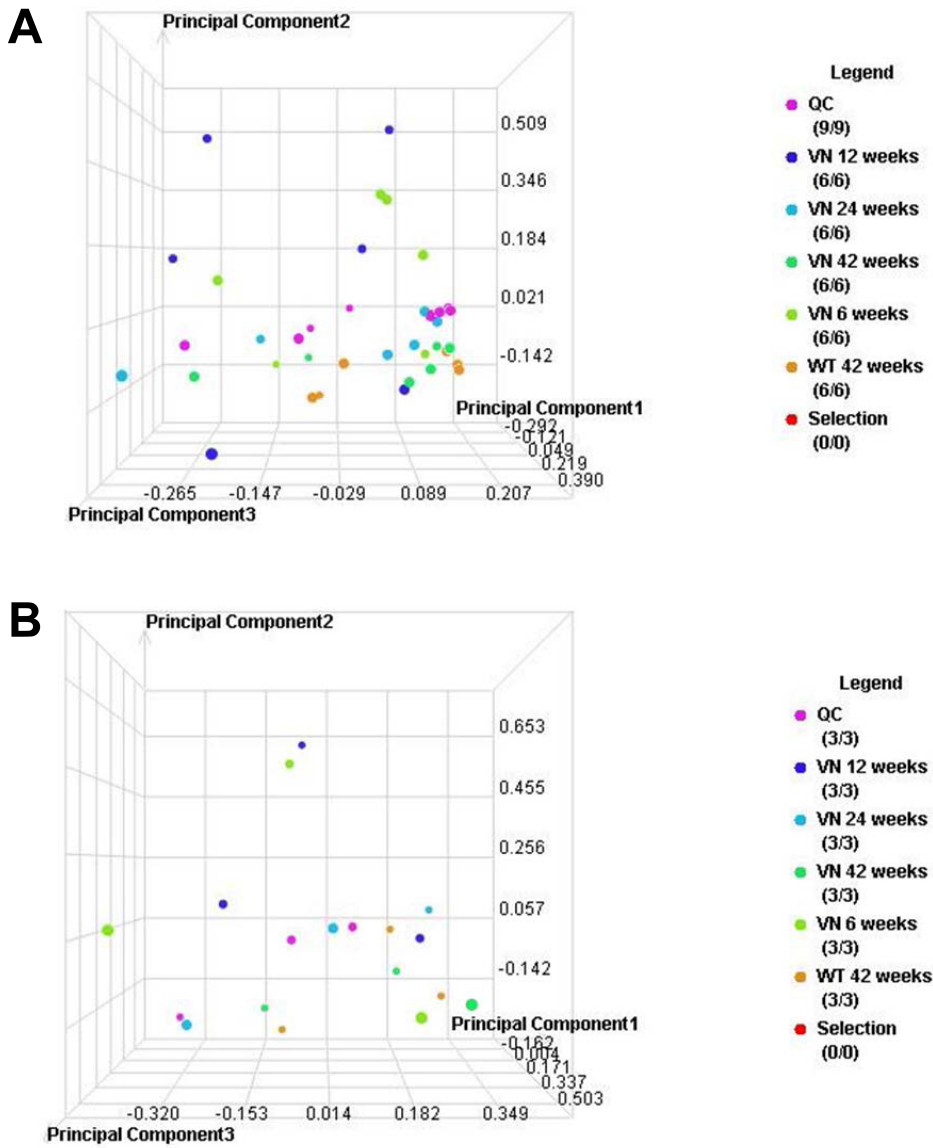 A
Principal Component2
0.509
0.346
0.184
0.021
-0.142
Principal Component1
-0.292
-0.121
0.049
0.219
0.390
-0.265 -0.147 -0.029 0.089 0.207
Principal Component3
Legend
QC
(9/9)
VN 12 weeks
(6/6)
VN 24 weeks
(6/6)
VN 42 weeks
(6/6)
VN 6 weeks
(6/6)
WT 42 weeks
(6/6)
Selection
(0/0)
B
Principal Component2
0.653
0.455
0.256
0.057
-0.142
Principal Component1
-0.162
0.004
0.171
0.337
0.503
-0.320 -0.153 0.014 0.182 0.349
Principal Component3
Legend
QC
(3/3)
VN 12 weeks
(3/3)
VN 24 weeks
(3/3)
VN 42 weeks
(3/3)
VN 6 weeks
(3/3)
WT 42 weeks
(3/3)
Selection
(0/0)